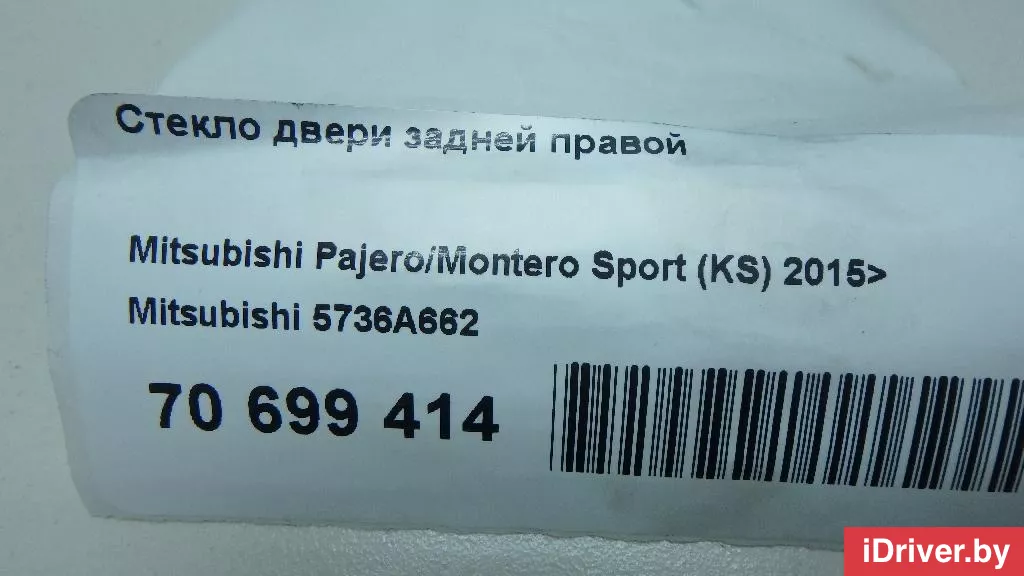 Стекло двери задней правой
Mitsubishi Pajero/Montero Sport (KS) 2015>
Mitsubishi 5736A662
70 699 414
iDriver.by